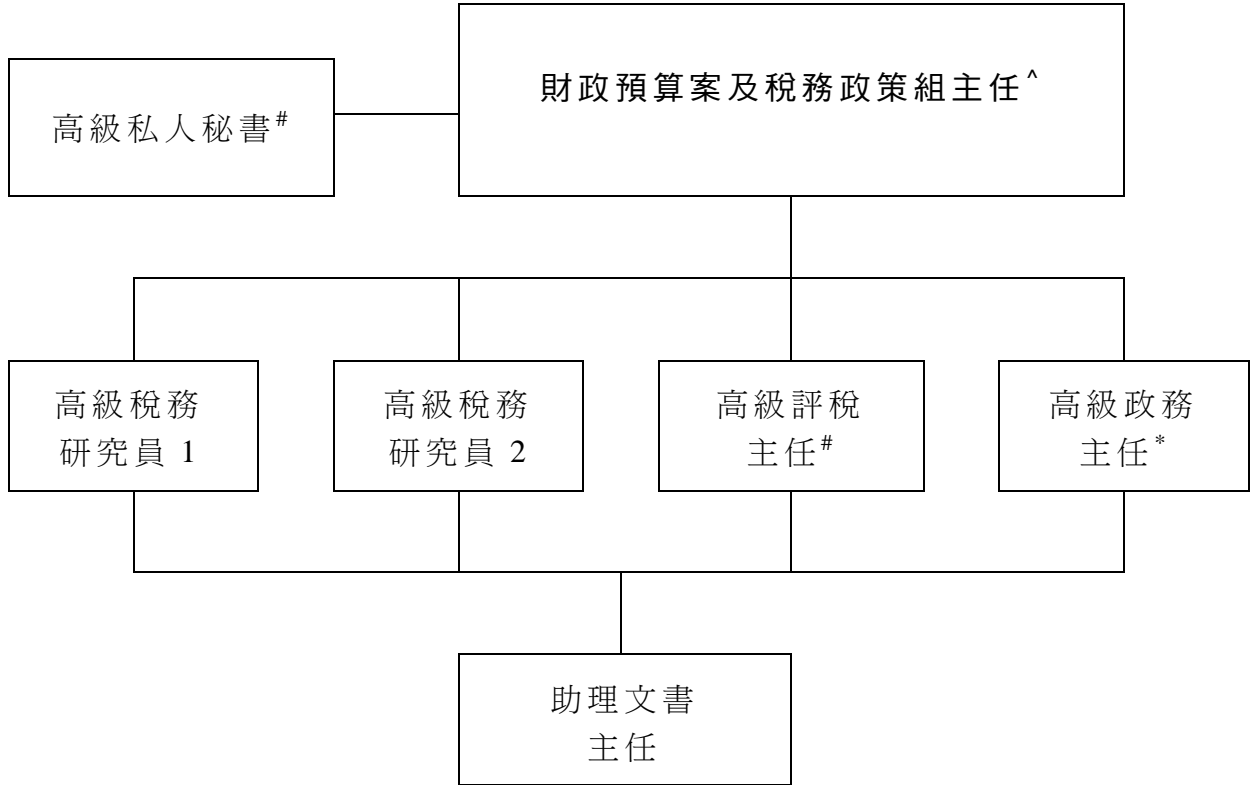 財政預算案及稅務政策組主任^
高級私人秘書#
高級稅務
研究員 1
高級稅務
研究員 2
高級評稅
主任#
高級政務
主任*
助理文書
主任